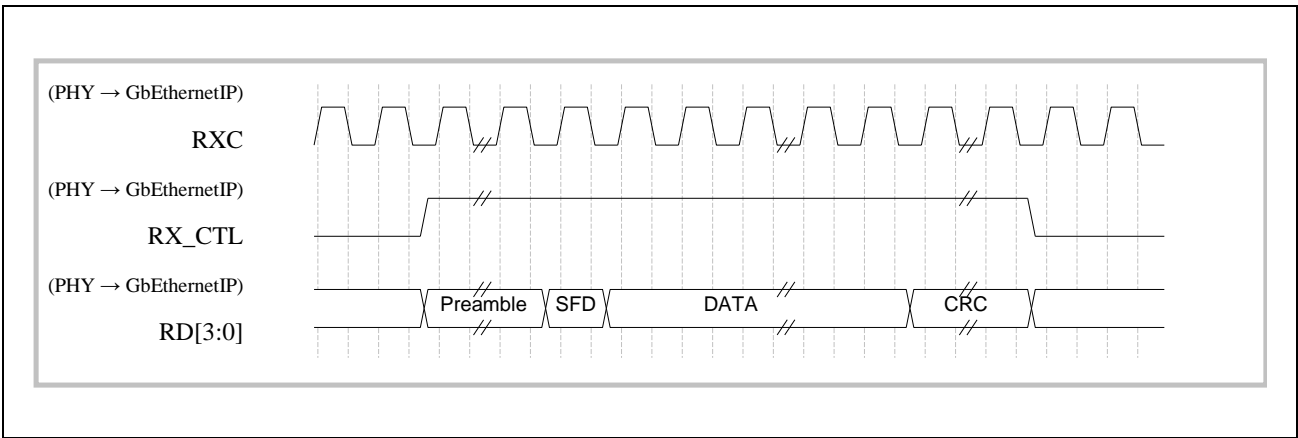 (PHY → GbEthernetIP)
RXC
(PHY → GbEthernetIP)
RX_CTL
(PHY → GbEthernetIP)
RD[3:0]
Preamble SFD DATA CRC